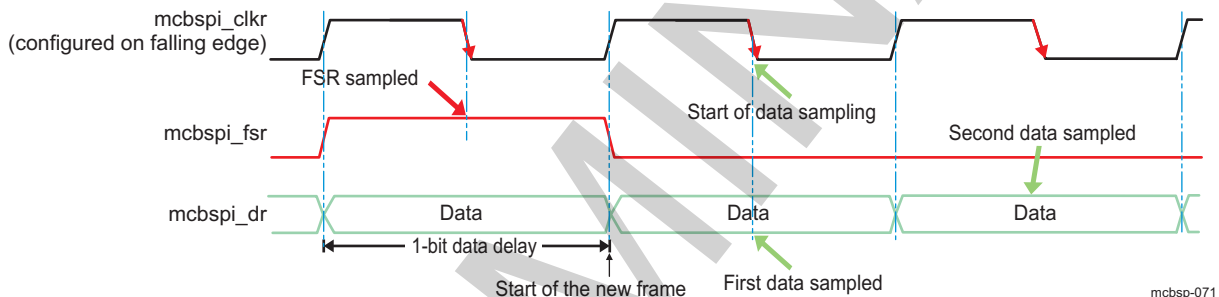 mcbspi_clkr
(configured on falling edge)
FSR sampled
Start of data sampling
mcbspi_fsr
Second data sampled
mcbspi_dr
Data
Data
Data
1-bit data delay
Start of the new frame
First data sampled
mcbsp-071